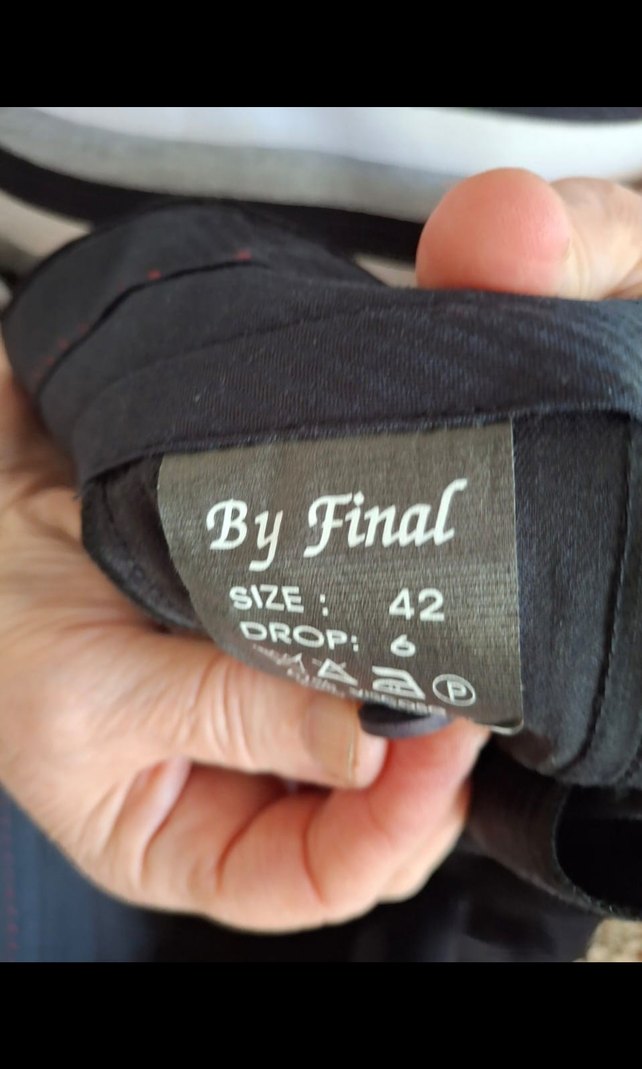 By Final
SIZE : 42
DROP: 6
P